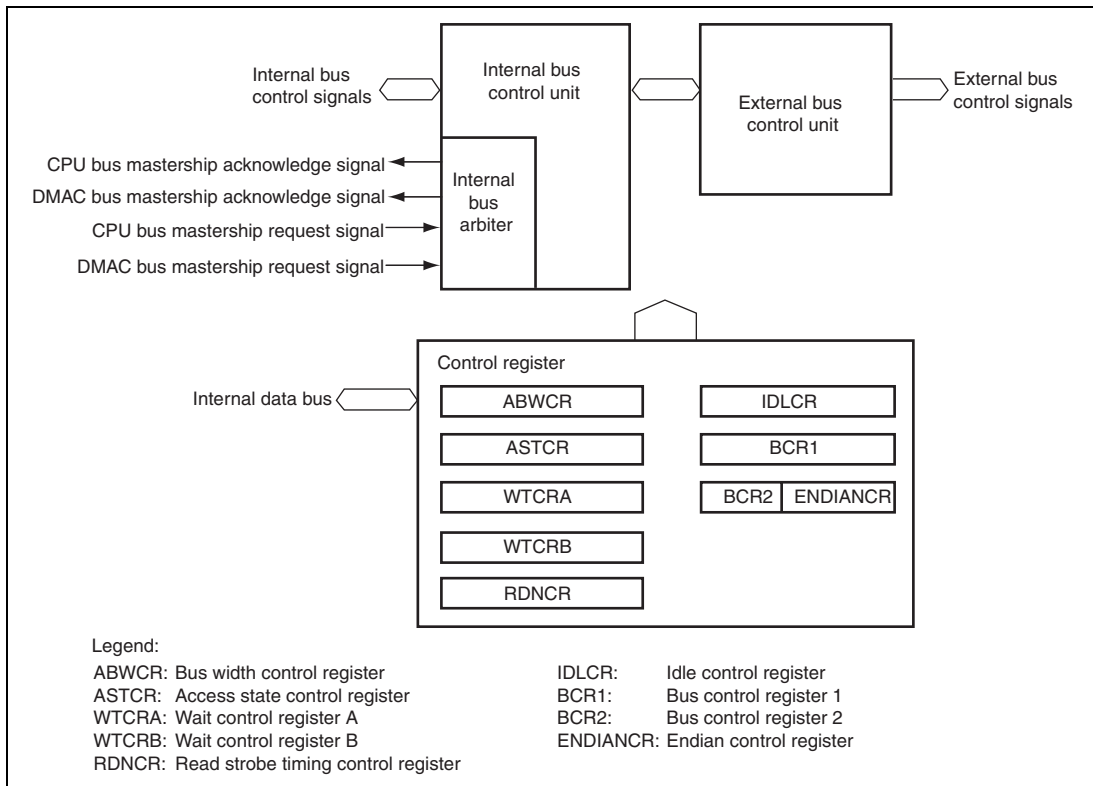 Internal bus
control signals
Internal bus
control unit
External bus
control unit
External bus
control signals
CPU bus mastership acknowledge signal
DMAC bus mastership acknowledge signal
CPU bus mastership request signal
DMAC bus mastership request signal
Internal
bus
arbiter
Internal data bus
Control register
ABWCR
ASTCR
WTCRA
WTCRB
RDNCR
IDLCR
BCR1
BCR2 ENDIANCR
Legend:
ABWCR: Bus width control register
ASTCR: Access state control register
WTCRA: Wait control register A
WTCRB: Wait control register B
RDNCR: Read strobe timing control register
IDLCR: Idle control register
BCR1: Bus control register 1
BCR2: Bus control register 2
ENDIANCR: Endian control register